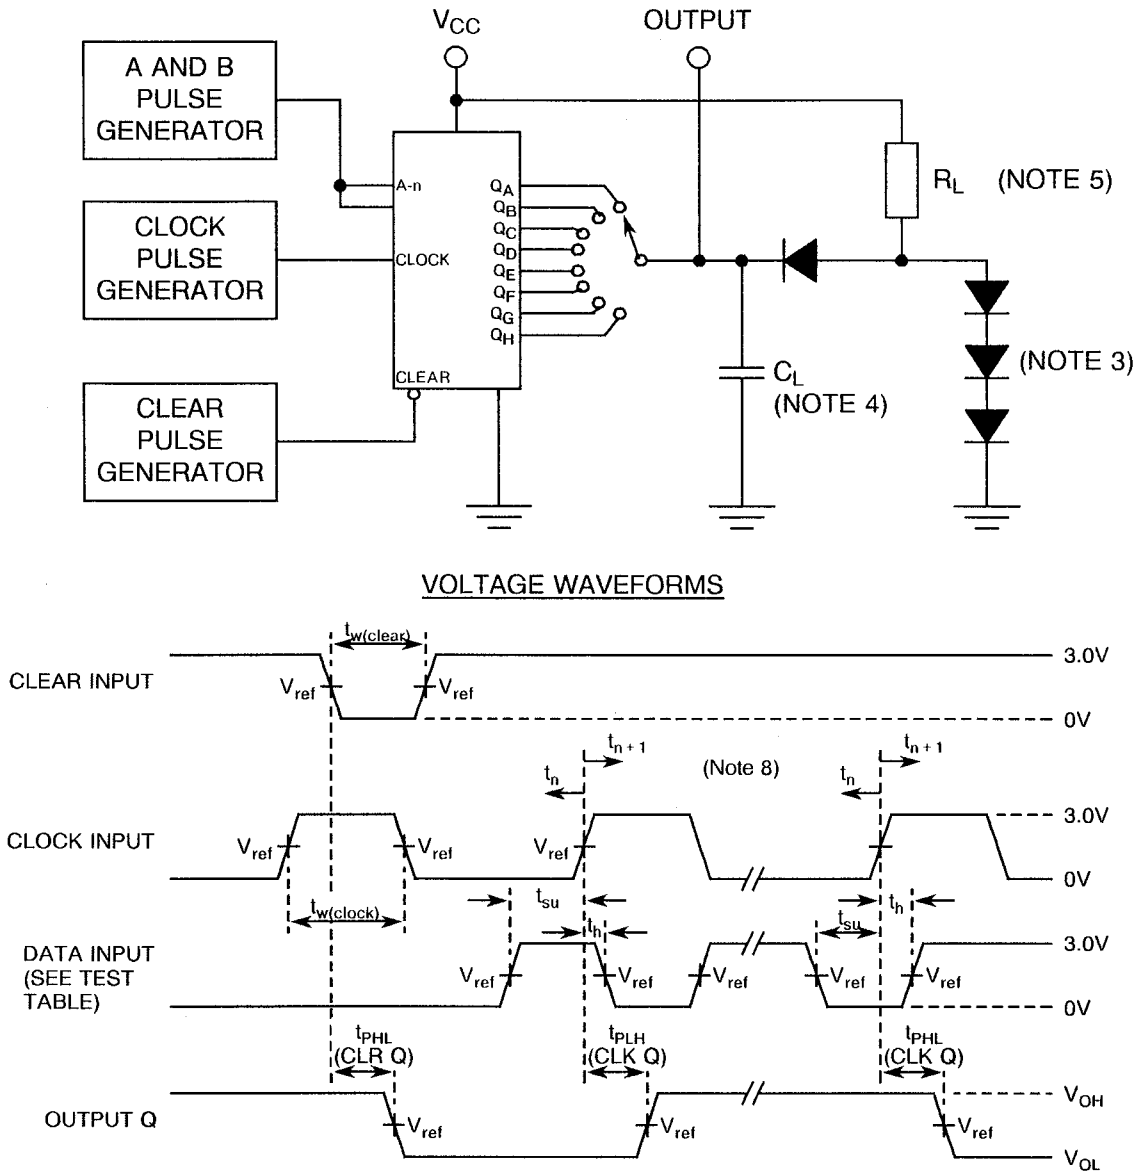 VCC
OUTPUT
A AND B
PULSE
GENERATOR
A-n
QA
QB
QC
QD
QE
QF
QG
QH
RL (NOTE 5)
CLOCK
PULSE
GENERATOR
CLOCK
CLEAR
CL
(NOTE 4)
(NOTE 3)
CLEAR
PULSE
GENERATOR
VOLTAGE WAVEFORMS
tw(clear)
CLEAR INPUT
Vref
Vref
3.0V
0V
tn + 1
tn
(Note 8)
tn + 1
tn
CLOCK INPUT
Vref
Vref
Vref
3.0V
0V
tw(clock)
tsu
th
tsu
th
DATA INPUT
(SEE TEST
TABLE)
Vref
Vref
Vref
Vref
Vref
3.0V
0V
tPHL
(CLR Q)
tPLH
(CLK Q)
tPHL
(CLK Q)
OUTPUT Q
Vref
Vref
Vref
VOH
VOL